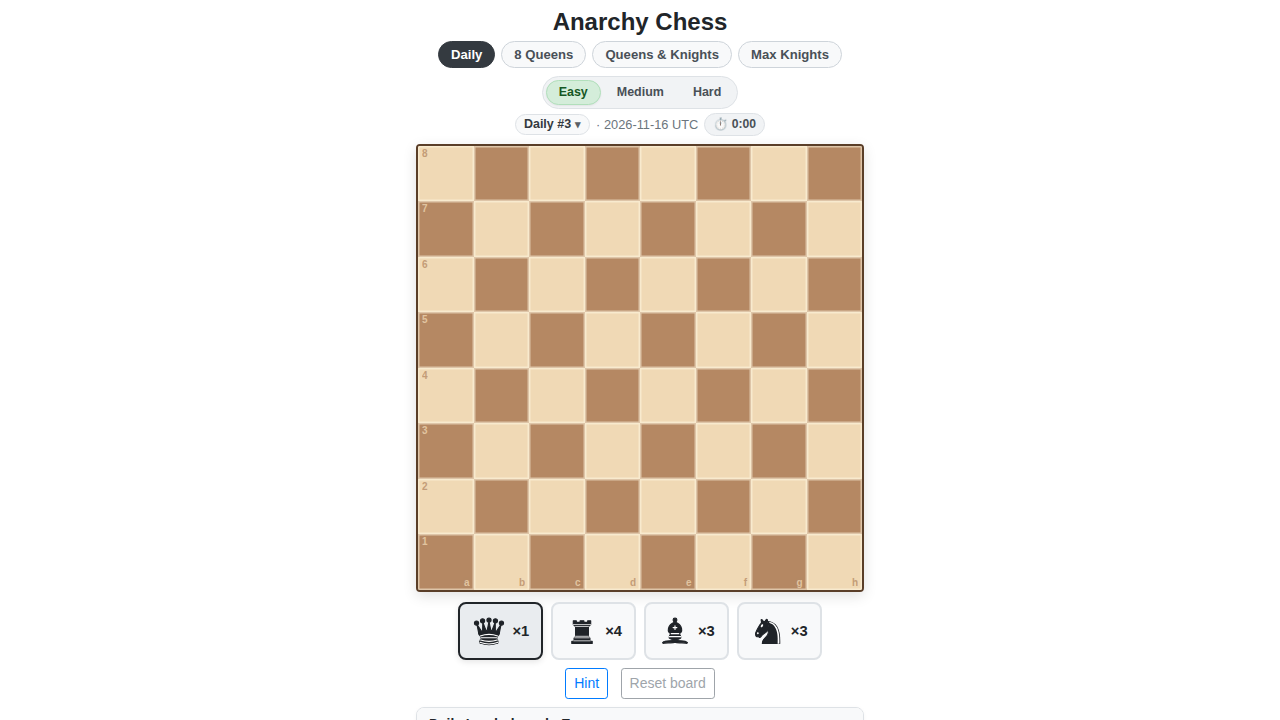 Anarchy Chess
Daily 8 Queens Queens & Knights Max Knights
Easy Medium Hard
Daily #3 ▾ · 2026-11-16 UTC ⏱️ 0:00
8
7
6
5
4
3
2
1
a b c d e f g h
×1 ×4 ×3 ×3
Hint Reset board